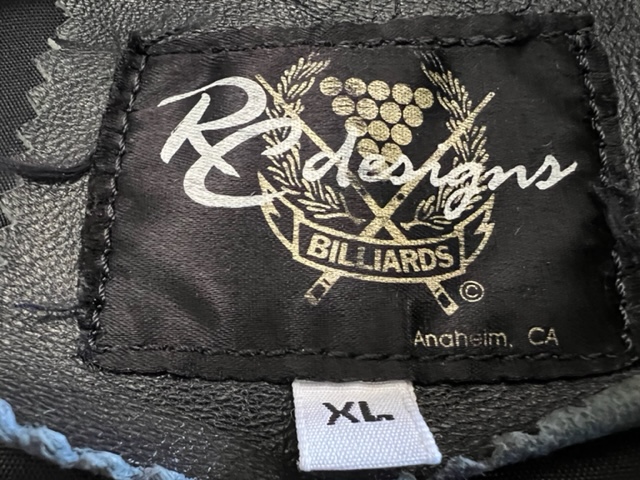 RC designs
BILLIARDS
©
Anaheim, CA
XL